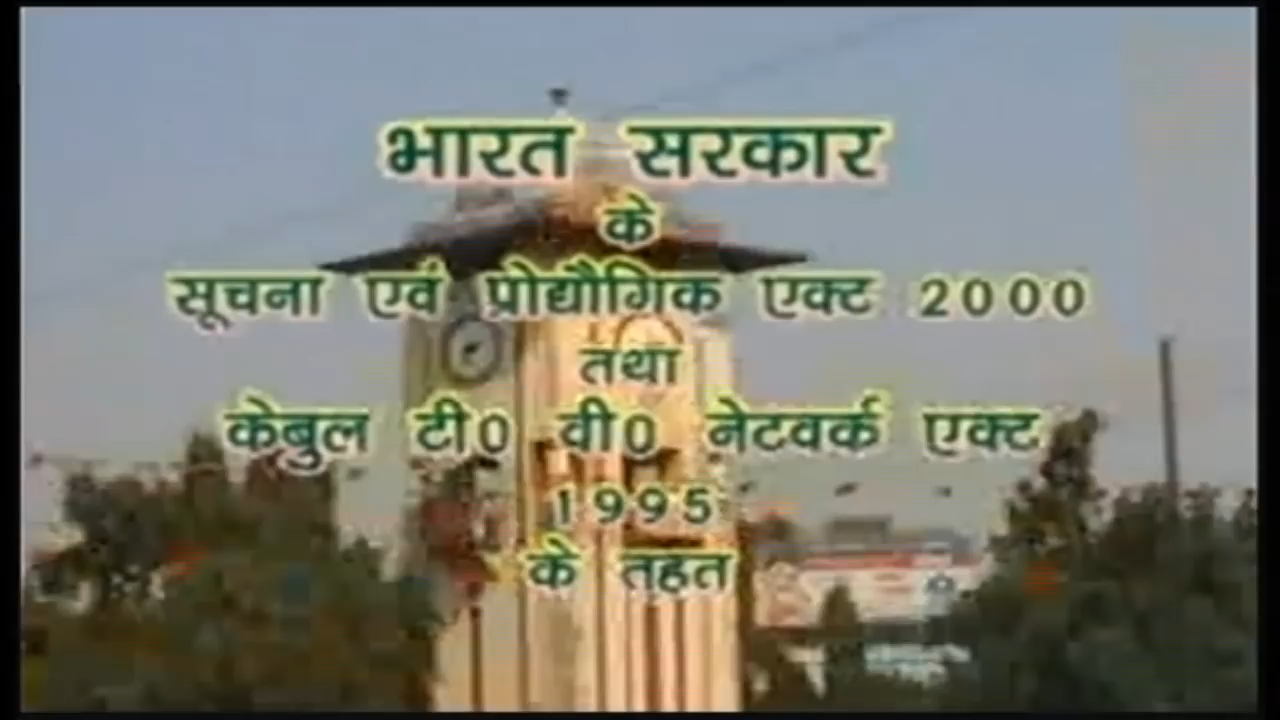 भारत सरकार
के
सूचना एवं प्रोद्यौगिक एक्ट 2000
तथा
केबुल टी0 वी0 नेटवर्क एक्ट
1995
के तहत